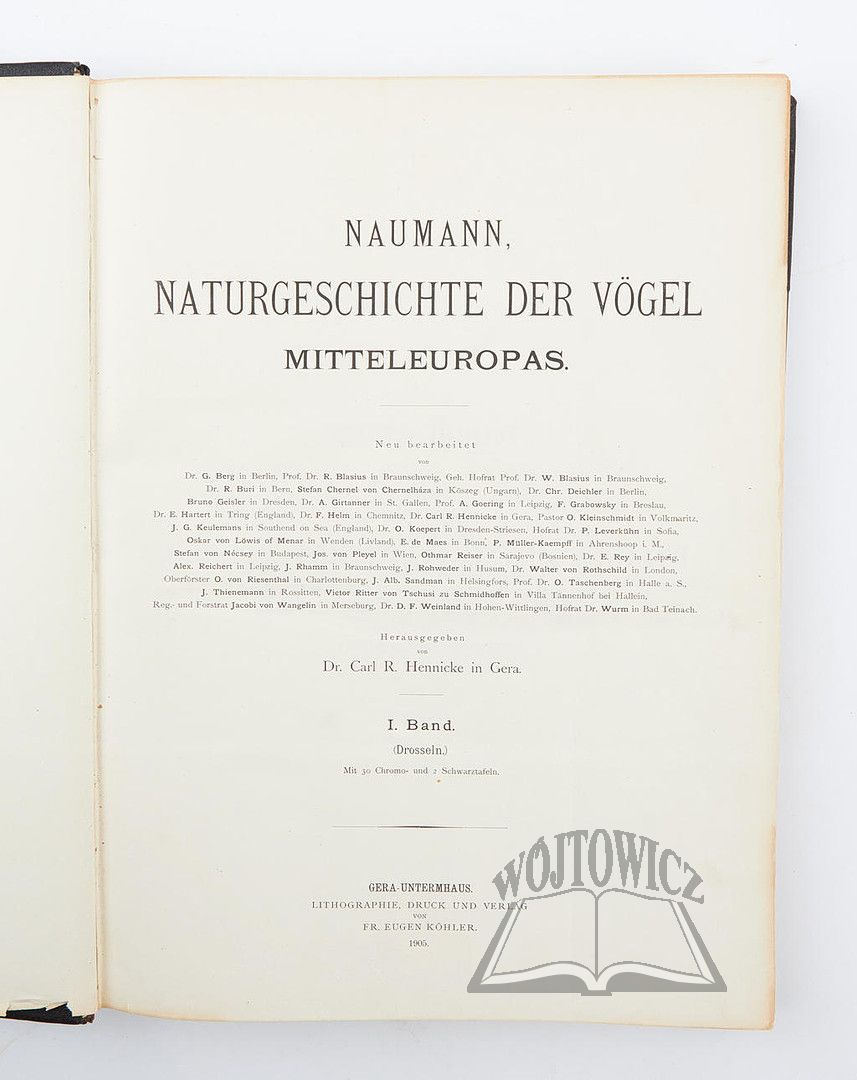 NAUMANN,
NATURGESCHICHTE DER VÖGEL
MITTELEUROPAS.
Neu bearbeitet
von
Dr. G. Berg in Berlin, Prof. Dr. R. Blasius in Braunschweig, Geh. Hofrat Prof. Dr. W. Blasius in Braunschweig,
Dr. R. Buri in Bern, Stefan Chernel von Chernelháza in Köszeg (Ungarn), Dr. Chr. Deichler in Berlin,
Bruno Geisler in Dresden, Dr. A. Girtanner in St. Gallen, Prof. A. Goering in Leipzig, F. Grabowsky in Breslau,
Dr. E. Hartert in Tring (England), Dr. F. Helm in Chemnitz, Dr. Carl R. Hennicke in Gera, Pastor O. Kleinschmidt in Volkmaritz,
J. G. Keulemans in Southend on Sea (England), Dr. O. Koepert in Dresden-Striesen, Hofrat Dr. P. Leverkühn in Sofia,
Oskar von Löwis of Menar in Wenden (Livland), E. de Maes in Bonn, P. Müller-Kaempff in Ahrenshoop i. M.,
Stefan von Nécsey in Budapest, Jos. von Pleyel in Wien, Othmar Reiser in Sarajevo (Bosnien), Dr. E. Rey in Leipzig,
Alex. Reichert in Leipzig, J. Rhamm in Braunschweig, J. Rohweder in Husum, Dr. Walter von Rothschild in London,
Oberförster O. von Riesenthal in Charlottenburg, J. Alb. Sandman in Helsingfors, Prof. Dr. O. Taschenberg in Halle a. S.,
J. Thienemann in Rossitten, Victor Ritter von Tschusi zu Schmidhoffen in Villa Tännenhof bei Hallein,
Reg.- und Forstrat Jacobi von Wangelin in Merseburg, Dr. D. F. Weinland in Hohen-Wittlingen, Hofrat Dr. Wurm in Bad Teinach.
Herausgegeben
von
Dr. Carl R. Hennicke in Gera.
I. Band.
(Drosseln.)
Mit 30 Chromo- und 2 Schwarztafeln.
GERA-UNTERMHAUS.
LITHOGRAPHIE, DRUCK UND VERLAG
VON
FR. EUGEN KÖHLER.
1905.
WÓJTOWICZ